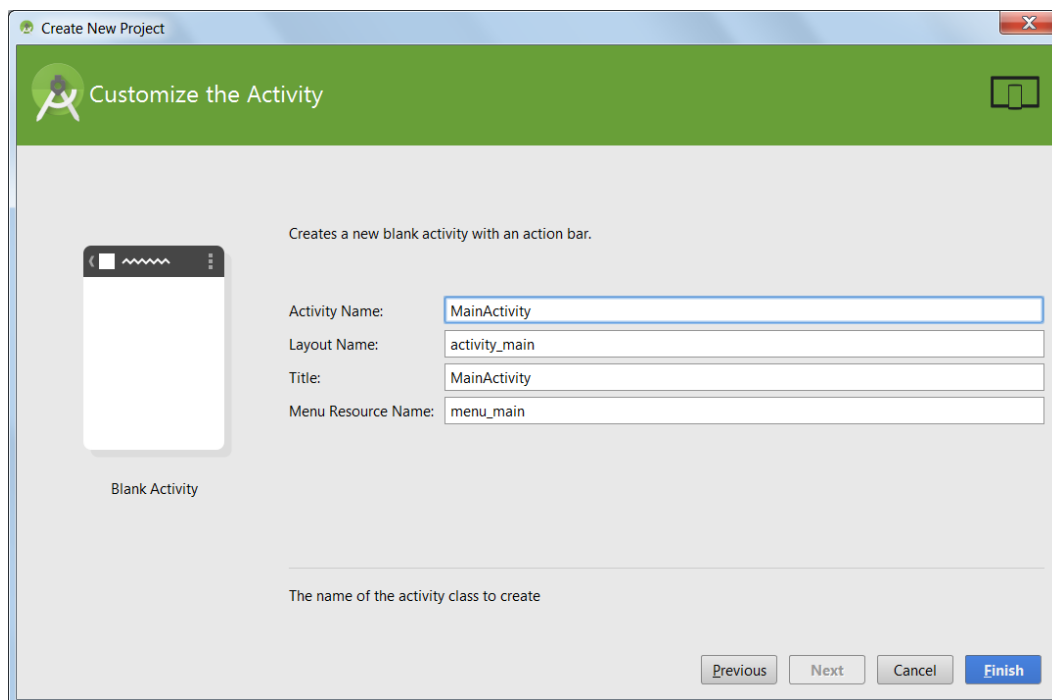 Create New Project
Customize the Activity
Creates a new blank activity with an action bar.
Activity Name: MainActivity
Layout Name: activity_main
Title: MainActivity
Menu Resource Name: menu_main
Blank Activity
The name of the activity class to create
Previous Next Cancel Finish